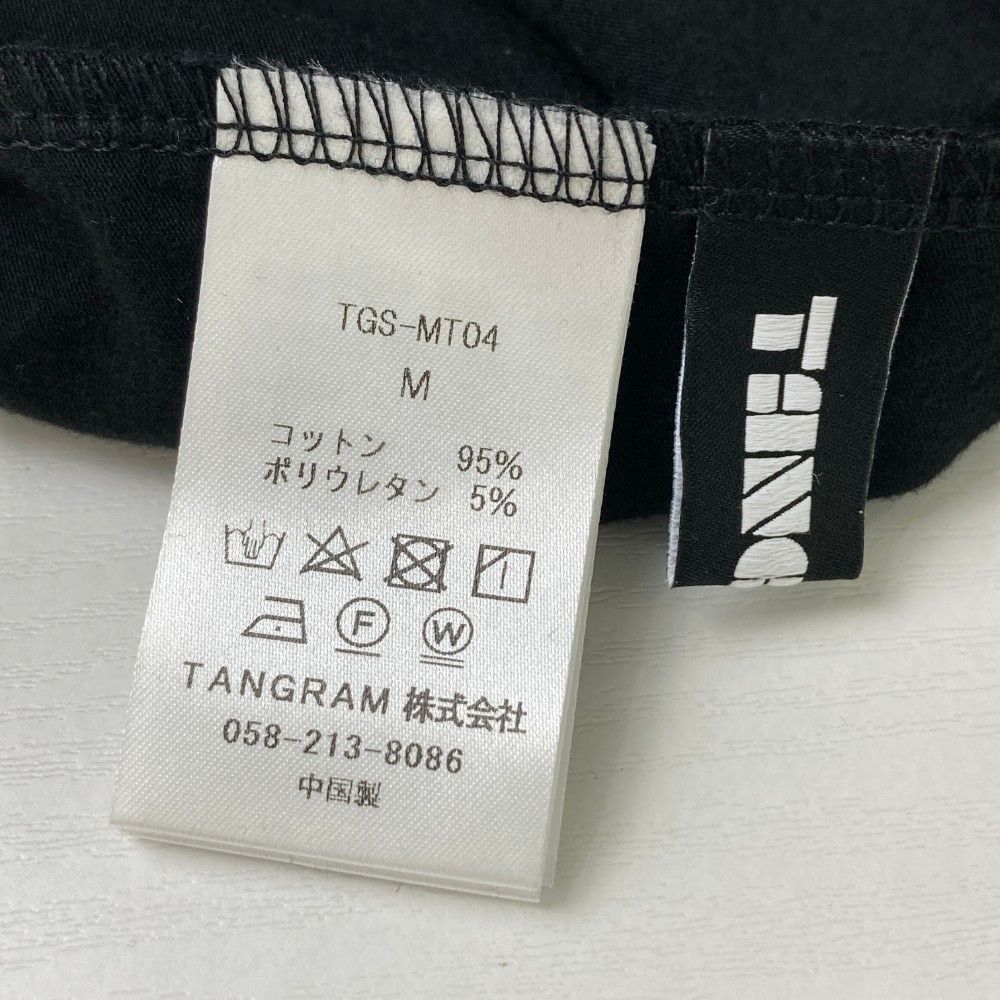 TGS-MT04
M
コットン 95%
ポリウレタン 5%
F W
TANGRAM 株式会社
058-213-8086
中国製
TANG